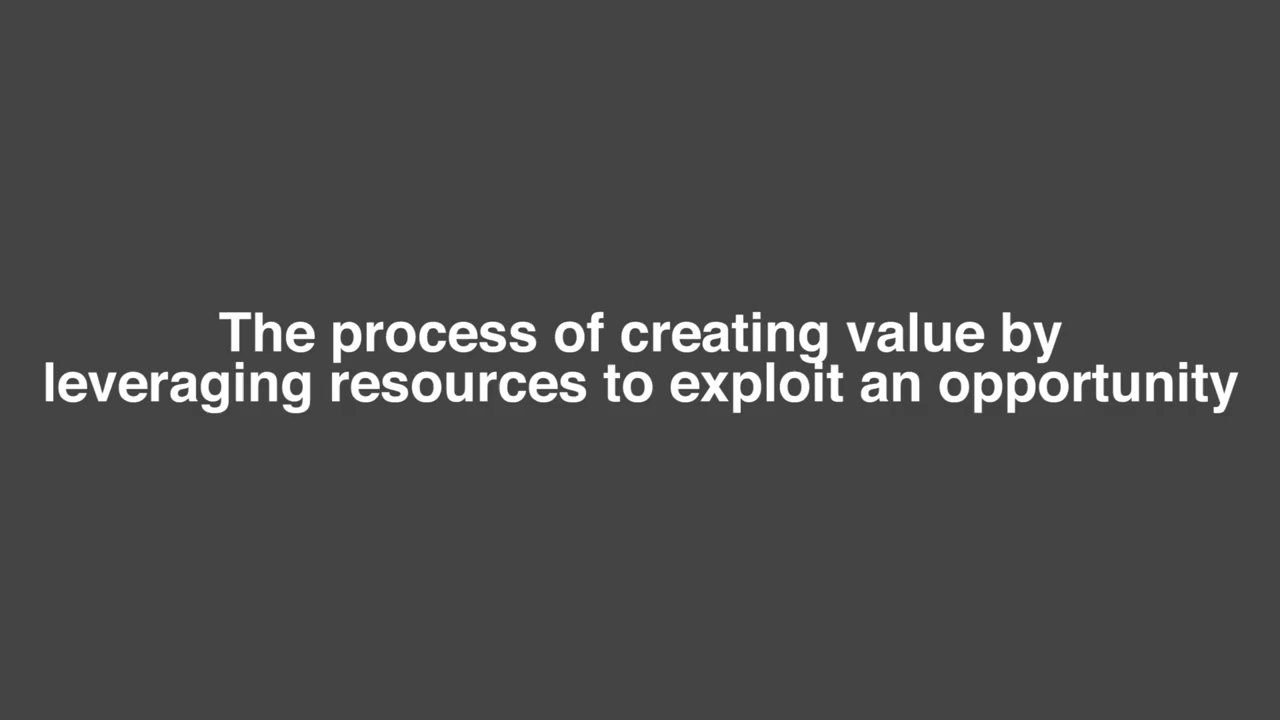 The process of creating value by
leveraging resources to exploit an opportunity